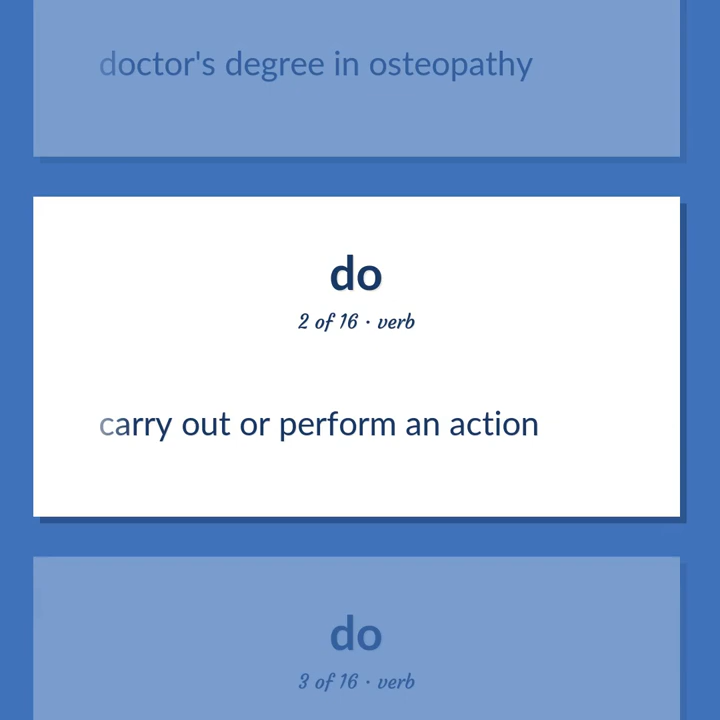 doctor's degree in osteopathy
do
2 of 16 · verb
carry out or perform an action
do
3 of 16 · verb